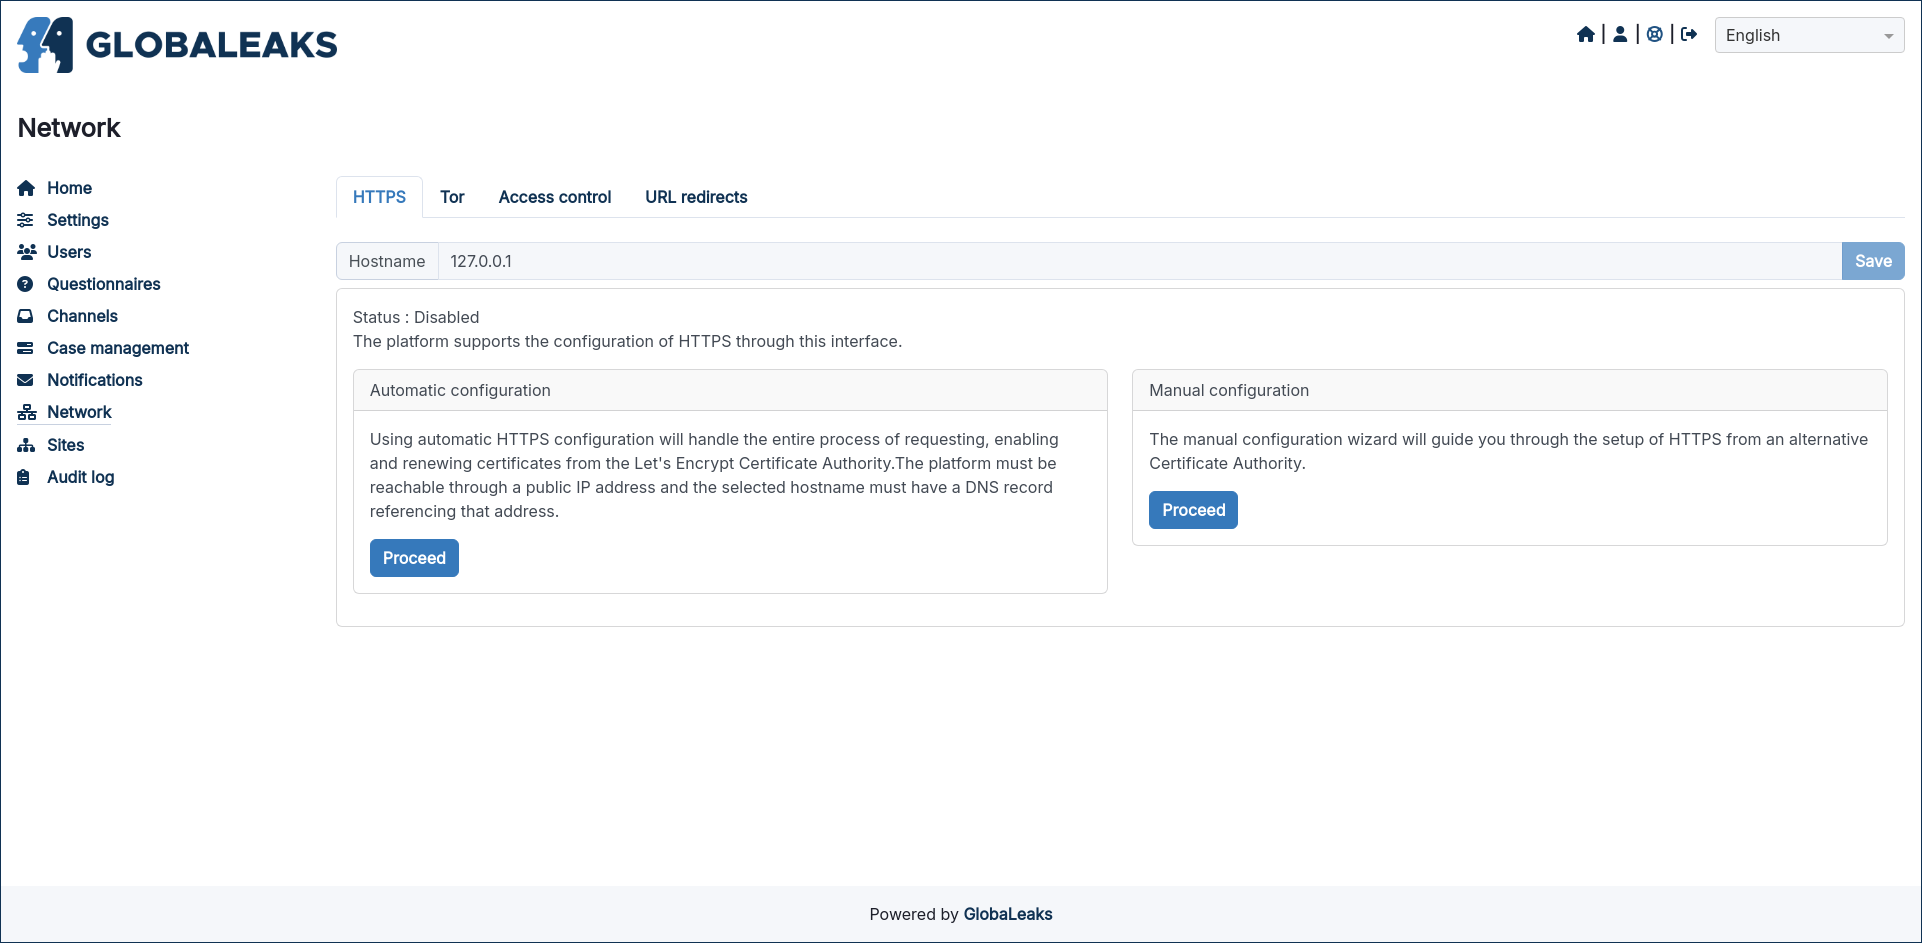 GLOBALEAKS
English
Network
Home
Settings
Users
Questionnaires
Channels
Case management
Notifications
Network
Sites
Audit log
HTTPS Tor Access control URL redirects
Hostname 127.0.0.1 Save
Status : Disabled
The platform supports the configuration of HTTPS through this interface.
Automatic configuration
Using automatic HTTPS configuration will handle the entire process of requesting, enabling
and renewing certificates from the Let's Encrypt Certificate Authority.The platform must be
reachable through a public IP address and the selected hostname must have a DNS record
referencing that address.
Proceed
Manual configuration
The manual configuration wizard will guide you through the setup of HTTPS from an alternative
Certificate Authority.
Proceed
Powered by GlobaLeaks